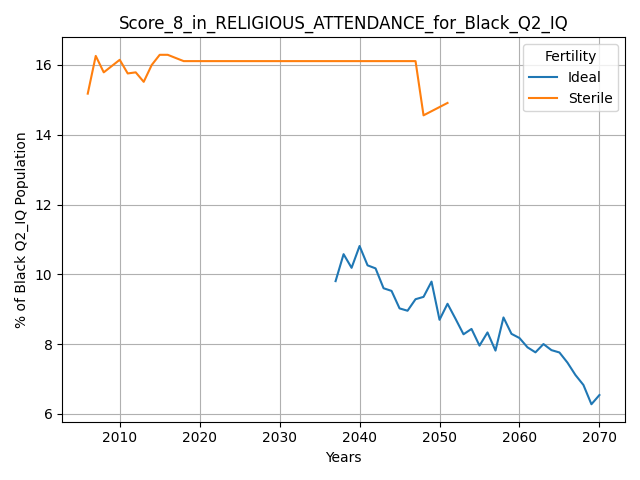 Score_8_in_RELIGIOUS_ATTENDANCE_for_Black_Q2_IQ
Fertility
Ideal
Sterile
% of Black Q2_IQ Population
16
14
12
10
8
6
2010 2020 2030 2040 2050 2060 2070
Years